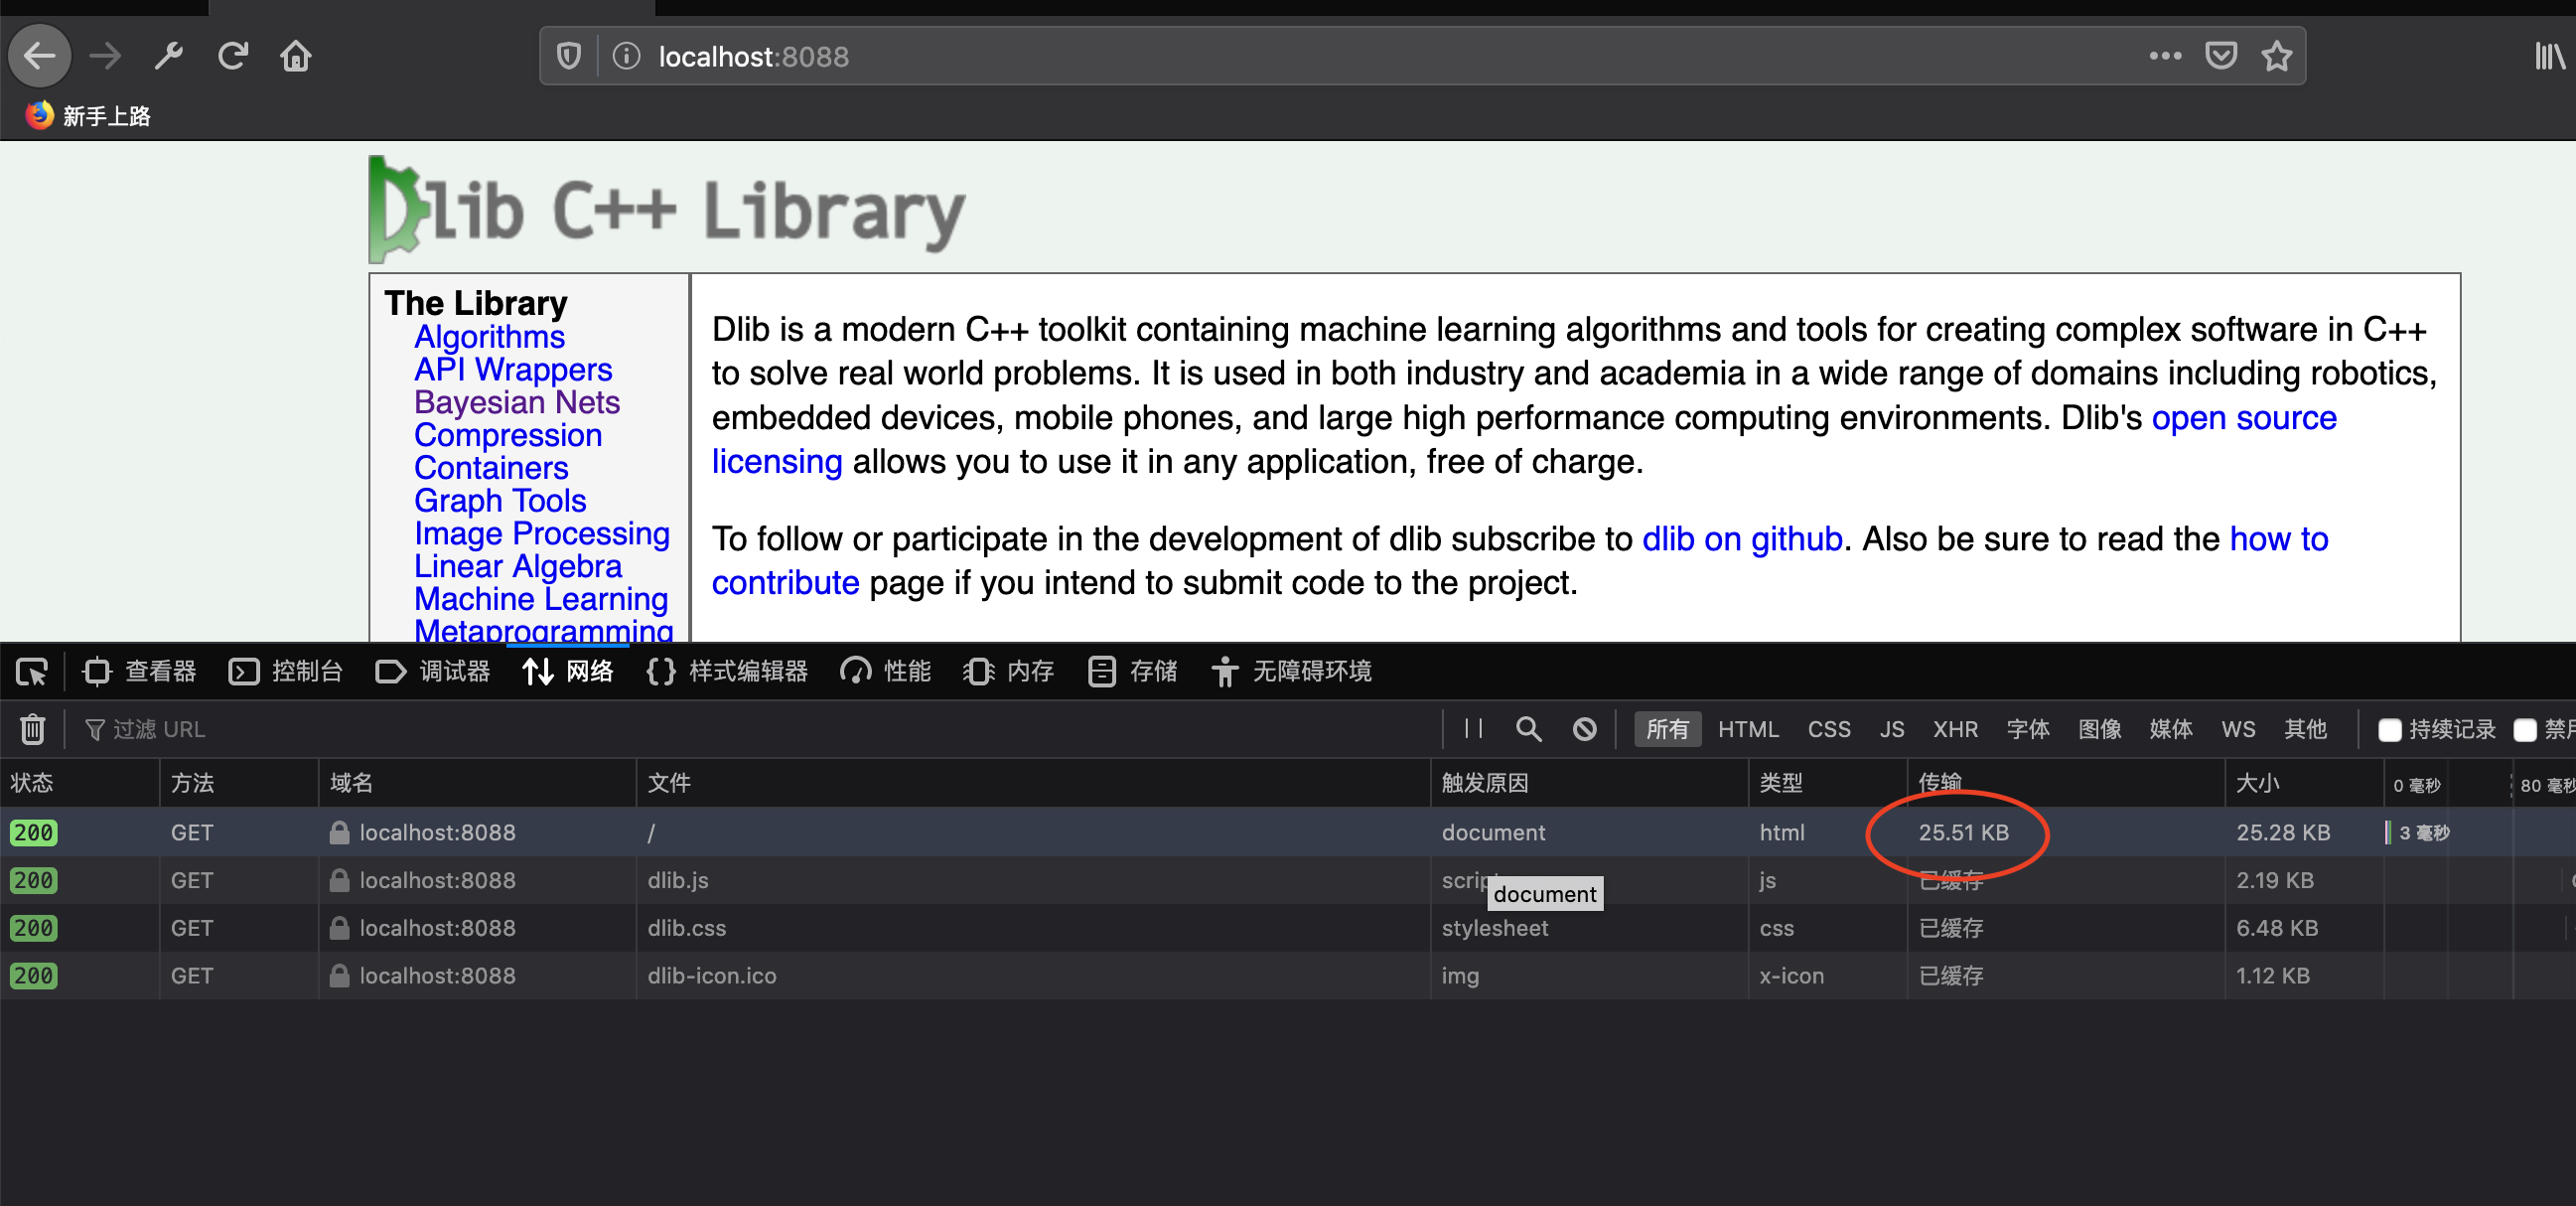 localhost:8088
新手上路
Dlib C++ Library
The Library
Algorithms
API Wrappers
Bayesian Nets
Compression
Containers
Graph Tools
Image Processing
Linear Algebra
Machine Learning
Metaprogramming
Dlib is a modern C++ toolkit containing machine learning algorithms and tools for creating complex software in C++
to solve real world problems. It is used in both industry and academia in a wide range of domains including robotics,
embedded devices, mobile phones, and large high performance computing environments. Dlib's open source
licensing allows you to use it in any application, free of charge.
To follow or participate in the development of dlib subscribe to dlib on github. Also be sure to read the how to
contribute page if you intend to submit code to the project.
查看器 控制台 调试器 网络 样式编辑器 性能 内存 存储 无障碍环境
过滤 URL 所有 HTML CSS JS XHR 字体 图像 媒体 WS 其他 持续记录 禁用
状态 方法 域名 文件 触发原因 类型 传输 大小 0 毫秒 80 毫秒
200 GET localhost:8088 / document html 25.51 KB 25.28 KB 3 毫秒
200 GET localhost:8088 dlib.js script js 已缓存 2.19 KB
document
200 GET localhost:8088 dlib.css stylesheet css 已缓存 6.48 KB
200 GET localhost:8088 dlib-icon.ico img x-icon 已缓存 1.12 KB